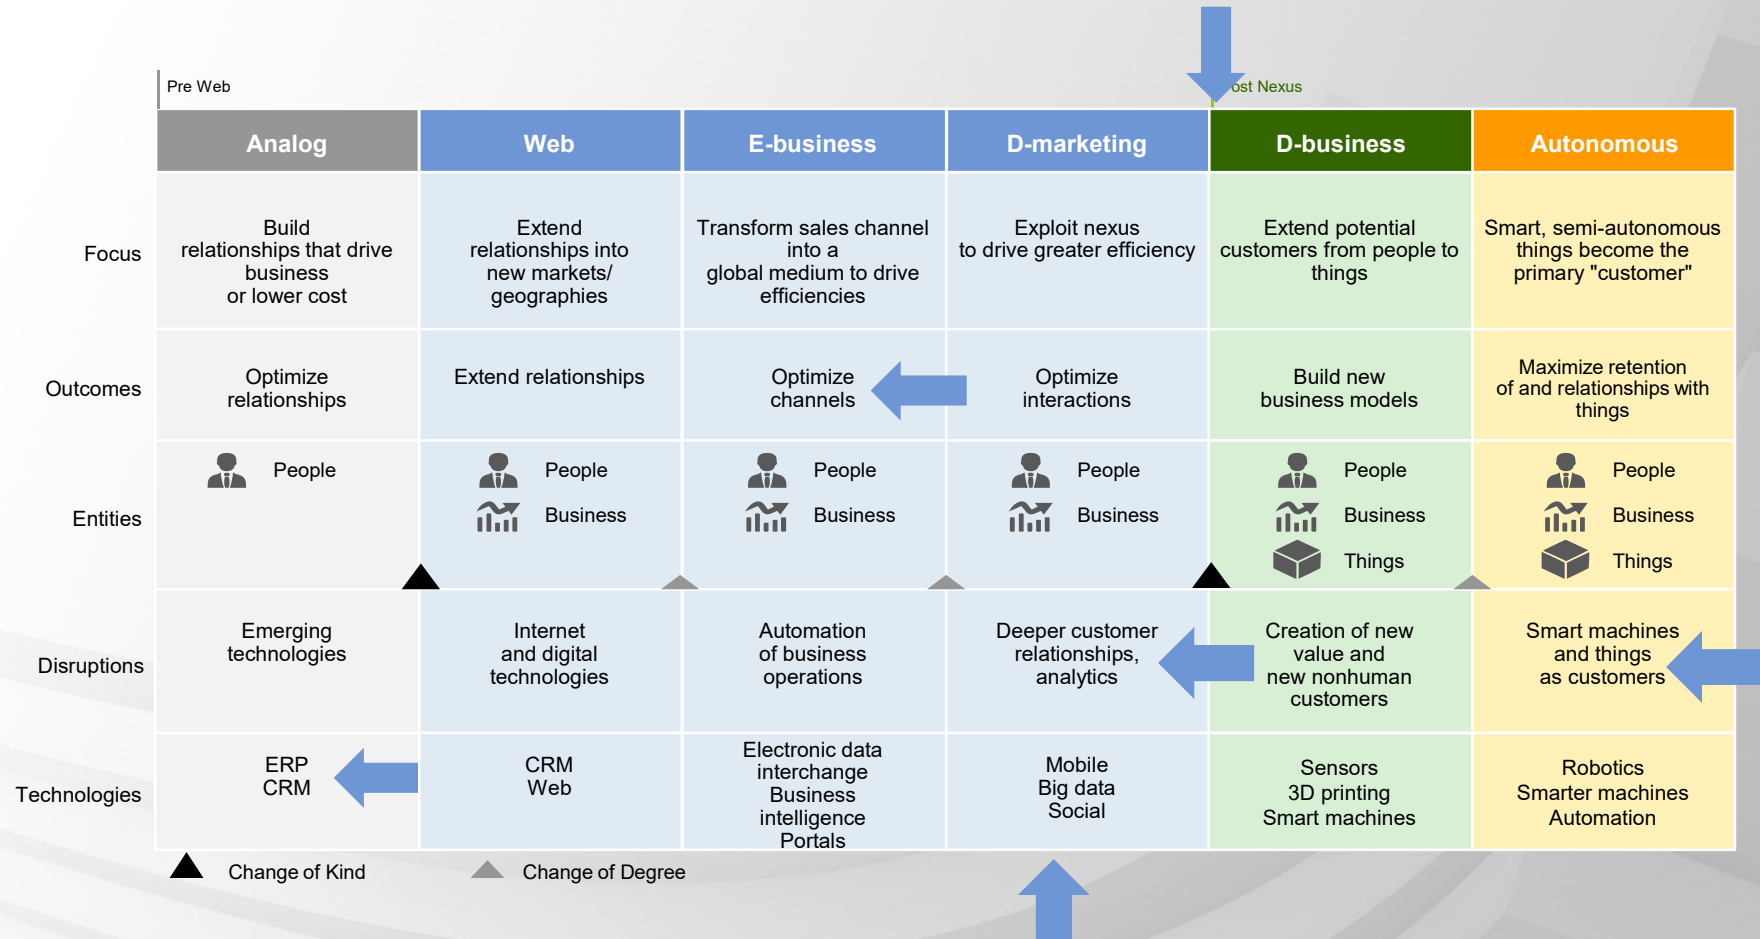 Pre Web
ost Nexus
Analog
Web
E-business
D-marketing
D-business
Autonomous
Focus
Build
relationships that drive
business
or lower cost
Extend
relationships into
new markets/
geographies
Transform sales channel
into a
global medium to drive
efficiencies
Exploit nexus
to drive greater efficiency
Extend potential
customers from people to
things
Smart, semi-autonomous
things become the
primary "customer"
Outcomes
Optimize
relationships
Extend relationships
Optimize
channels
Optimize
interactions
Build new
business models
Maximize retention
of and relationships with
things
Entities
People
People
Business
People
Business
People
Business
People
Business
Things
People
Business
Things
Disruptions
Emerging
technologies
Internet
and digital
technologies
Automation
of business
operations
Deeper customer
relationships,
analytics
Creation of new
value and
new nonhuman
customers
Smart machines
and things
as customers
Technologies
ERP
CRM
CRM
Web
Electronic data
interchange
Business
intelligence
Portals
Mobile
Big data
Social
Sensors
3D printing
Smart machines
Robotics
Smarter machines
Automation
Change of Kind
Change of Degree